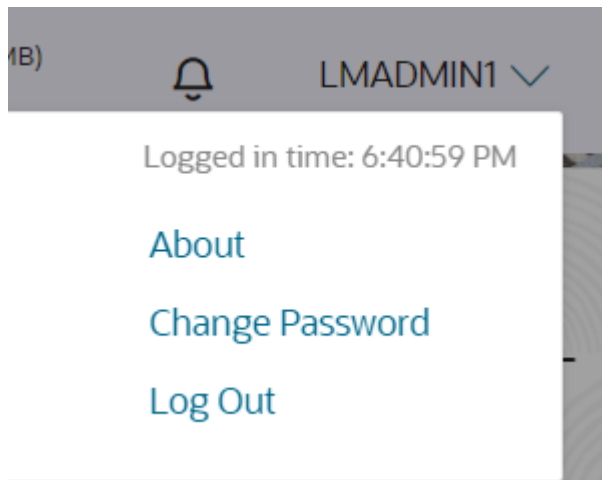 MB)
LMADMIN1
Logged in time: 6:40:59 PM
About
Change Password
Log Out